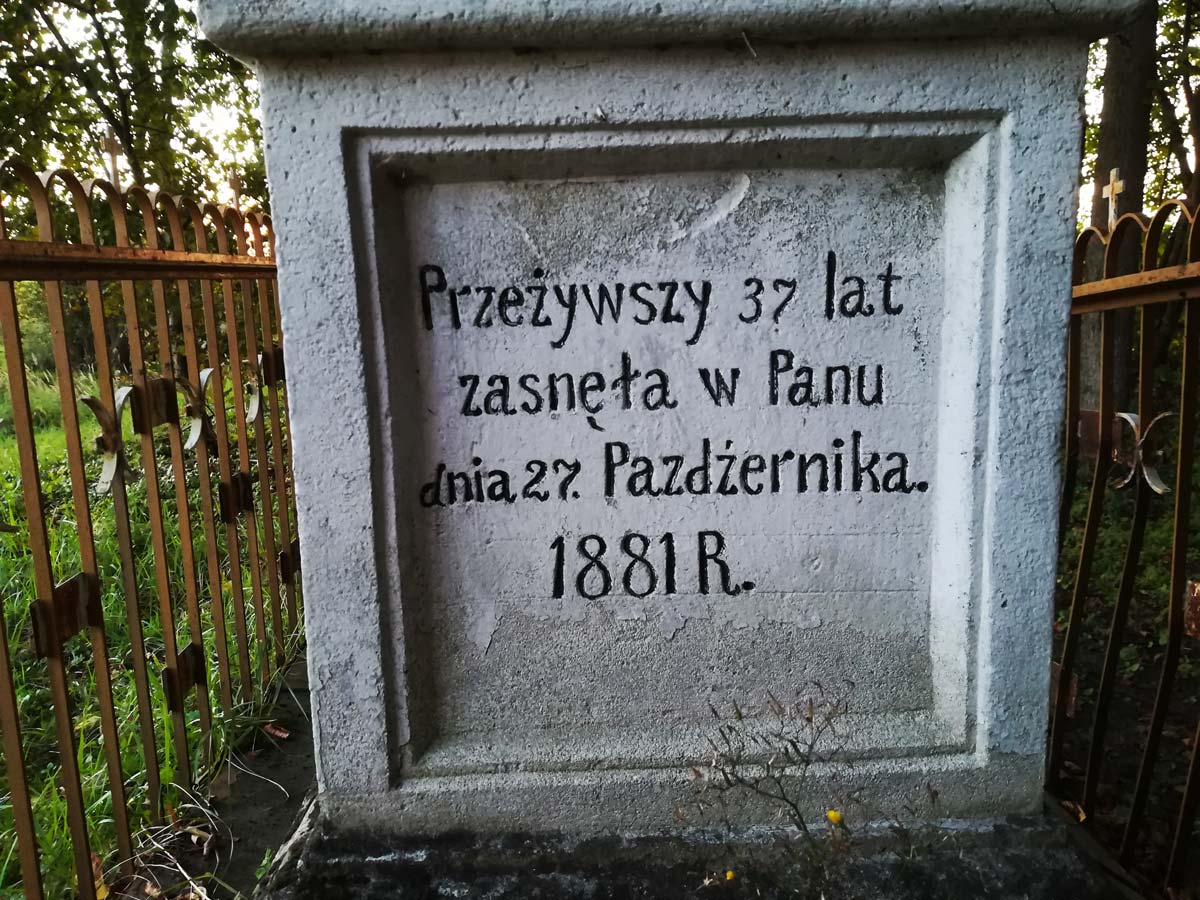 Przeżywszy 37 lat
zasnęła w Panu
dnia 27. Pazdżernika.
1881 R.